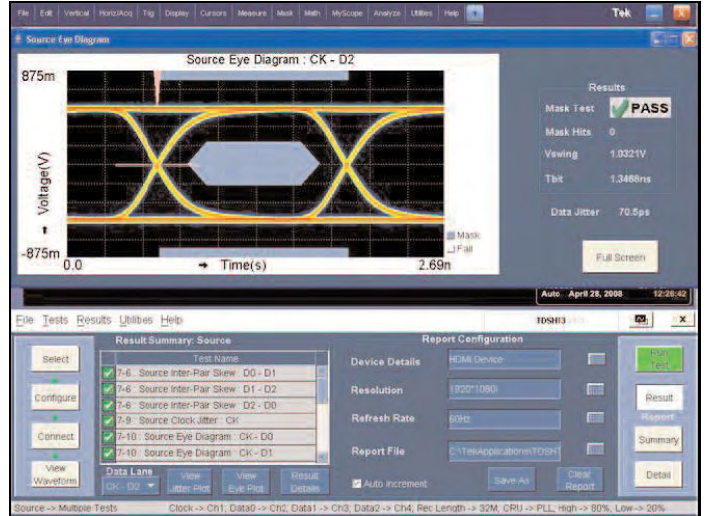 File Edit Vertical Horiz/Acq Trig Display Cursors Measure Mask Math MyScope Analyze Utilities Help Tek
Source Eye Diagram
Source Eye Diagram : CK - D2
875m
Voltage(V)
-875m
0.0
Time(s)
2.69n
Mask
Fail
Results
Mask Test PASS
Mask Hits 0
Vswing 1.0321V
Tbit 1.3468ns
Data Jitter 70.5ps
Full Screen
Auto April 28, 2008 12:26:42
File Tests Results Utilities Help TDSHT3 X
Select
Configure
Connect
View Waveform
Result Summary: Source
Test Name
7-6 : Source Inter-Pair Skew : D0 - D1
7-6 : Source Inter-Pair Skew : D1 - D2
7-6 : Source Inter-Pair Skew : D2 - D0
7-9 : Source Clock Jitter : CK
7-10 : Source Eye Diagram : CK - D0
7-10 : Source Eye Diagram : CK - D1
Data Lane
CK - D2
View Jitter Plot
View Eye Plot
Result Details
Report Configuration
Device Details HDMI Device
Resolution 1920*1080i
Refresh Rate 60Hz
Report File C:\TekApplications\TDSHT
Auto Increment
Save As
Clear Report
Run Test
Result
Report
Summary
Detail
Source -> Multiple Tests Clock -> Ch1, Data0 -> Ch2, Data1 -> Ch3, Data2 -> Ch4, Rec Length -> 32M, CRU -> PLL, High -> 80%, Low -> 20%